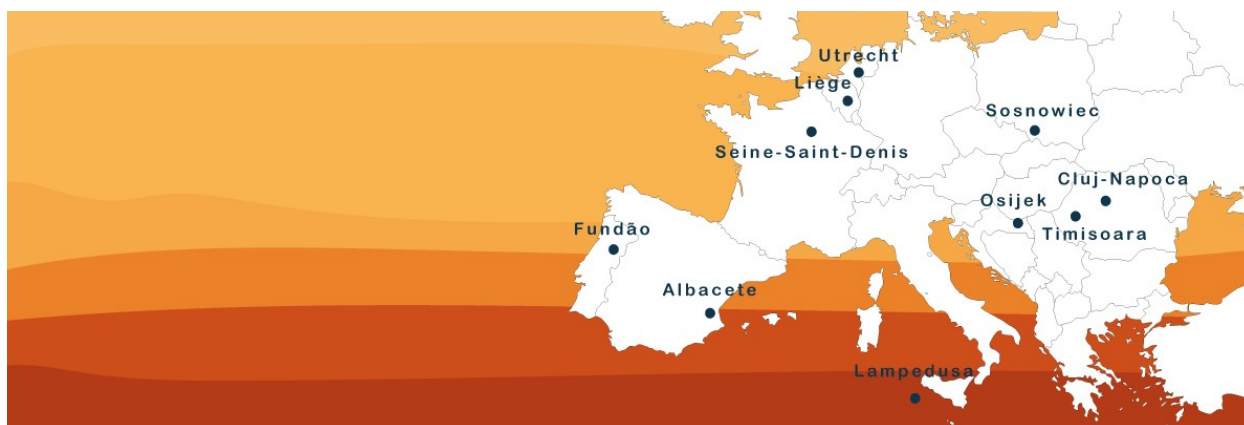 Utrecht
Liège
Sosnowiec
Seine-Saint-Denis
Cluj-Napoca
Osijek
Fundão
Timisoara
Albacete
Lampedusa